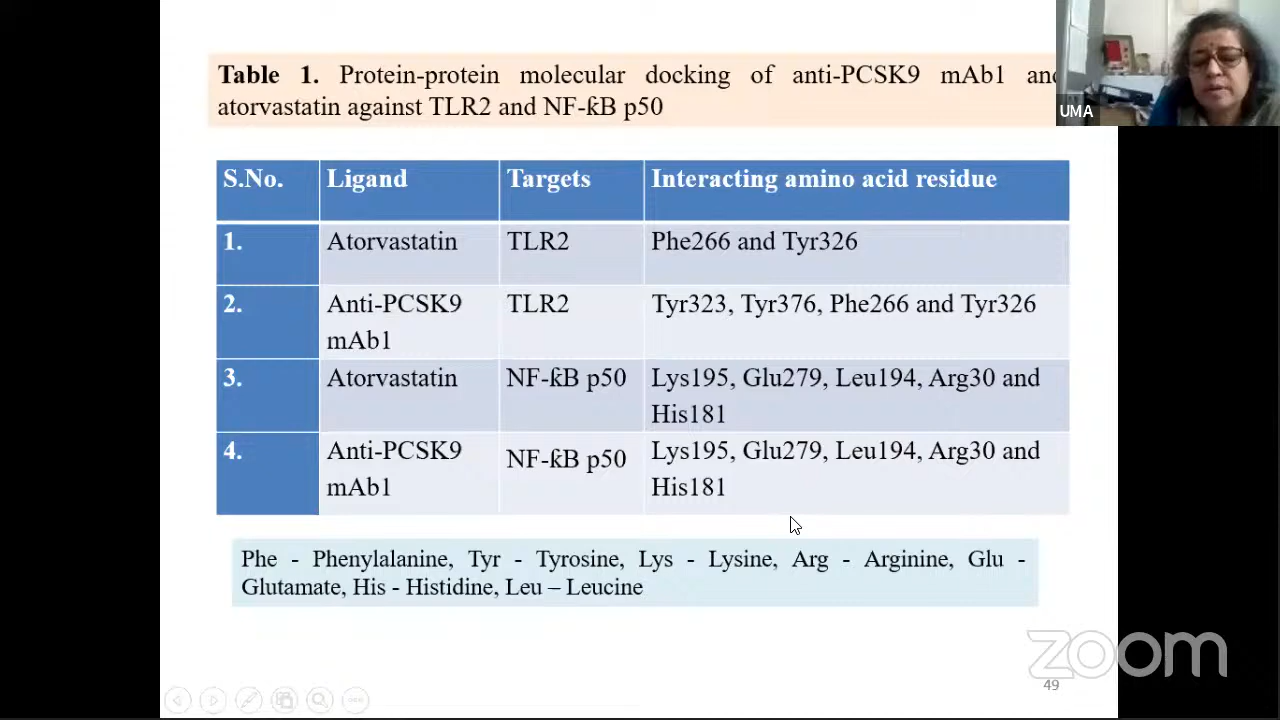 Table 1. Protein-protein molecular docking of anti-PCSK9 mAb1 and
atorvastatin against TLR2 and NF-ƙB p50
UMA
S.No. Ligand Targets Interacting amino acid residue
1. Atorvastatin TLR2 Phe266 and Tyr326
2. Anti-PCSK9 TLR2 Tyr323, Tyr376, Phe266 and Tyr326
mAb1
3. Atorvastatin NF-ƙB p50 Lys195, Glu279, Leu194, Arg30 and
His181
4. Anti-PCSK9 NF-ƙB p50 Lys195, Glu279, Leu194, Arg30 and
mAb1 His181
Phe - Phenylalanine, Tyr - Tyrosine, Lys - Lysine, Arg - Arginine, Glu -
Glutamate, His - Histidine, Leu – Leucine
zoom
49